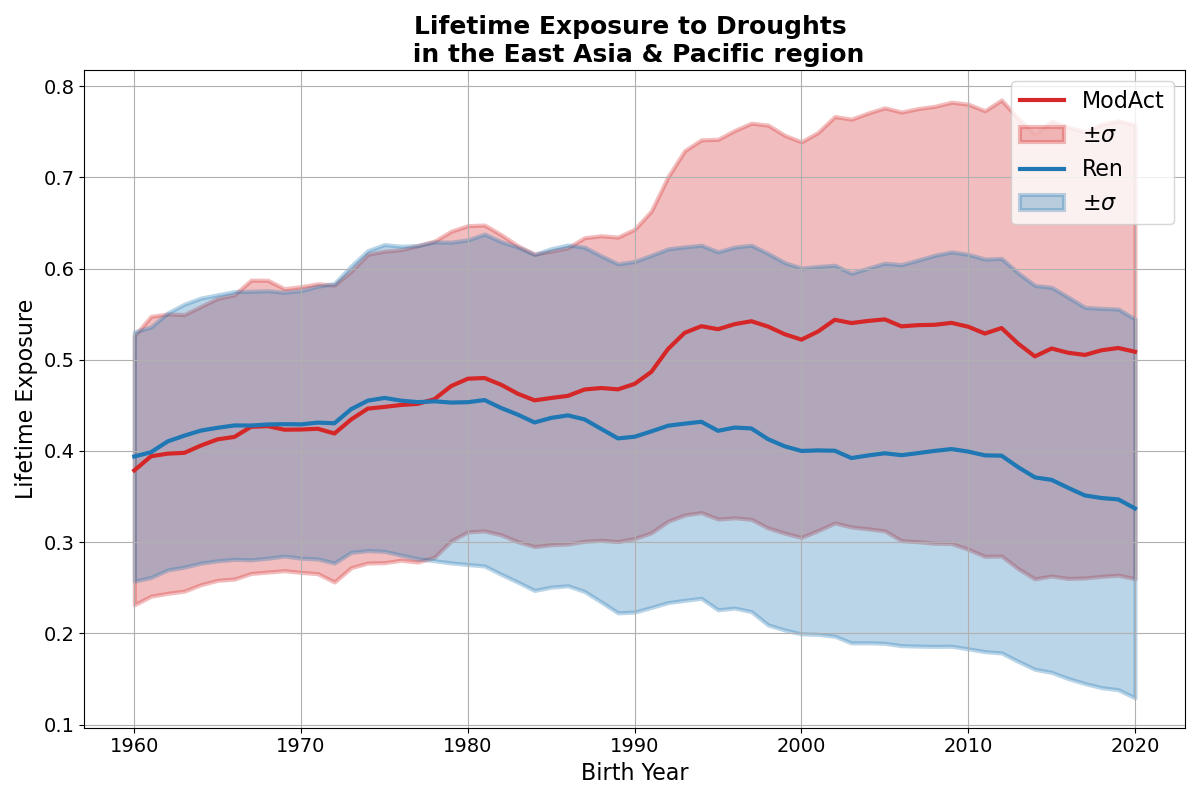 Lifetime Exposure to Droughts
in the East Asia & Pacific region
Lifetime Exposure
0.8
0.7
0.6
0.5
0.4
0.3
0.2
0.1
ModAct
±σ
Ren
±σ
1960 1970 1980 1990 2000 2010 2020
Birth Year